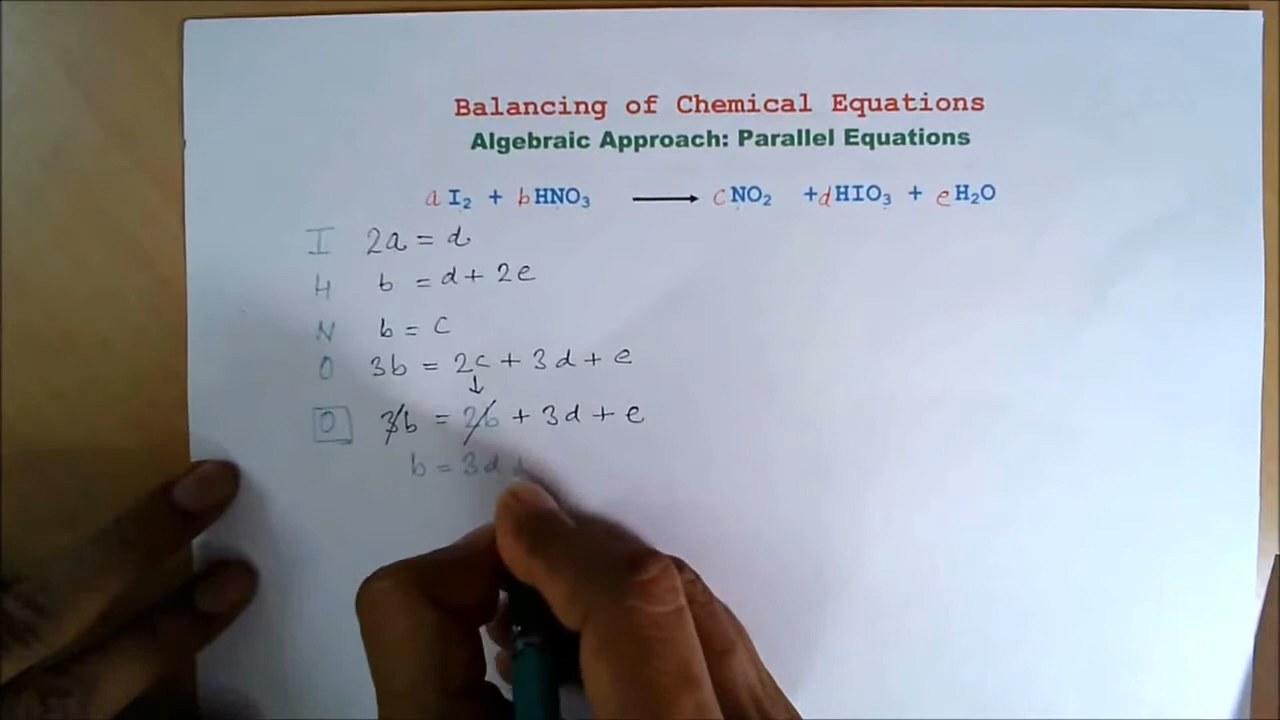 Balancing of Chemical Equations
Algebraic Approach: Parallel Equations
a I₂ + b HNO₃ ⟶ c NO₂ + d HIO₃ + e H₂O
I 2a = d
H b = d + 2e
N b = c
O 3b = 2c + 3d + e
↓
O 3b = 2b + 3d + e
b = 3d